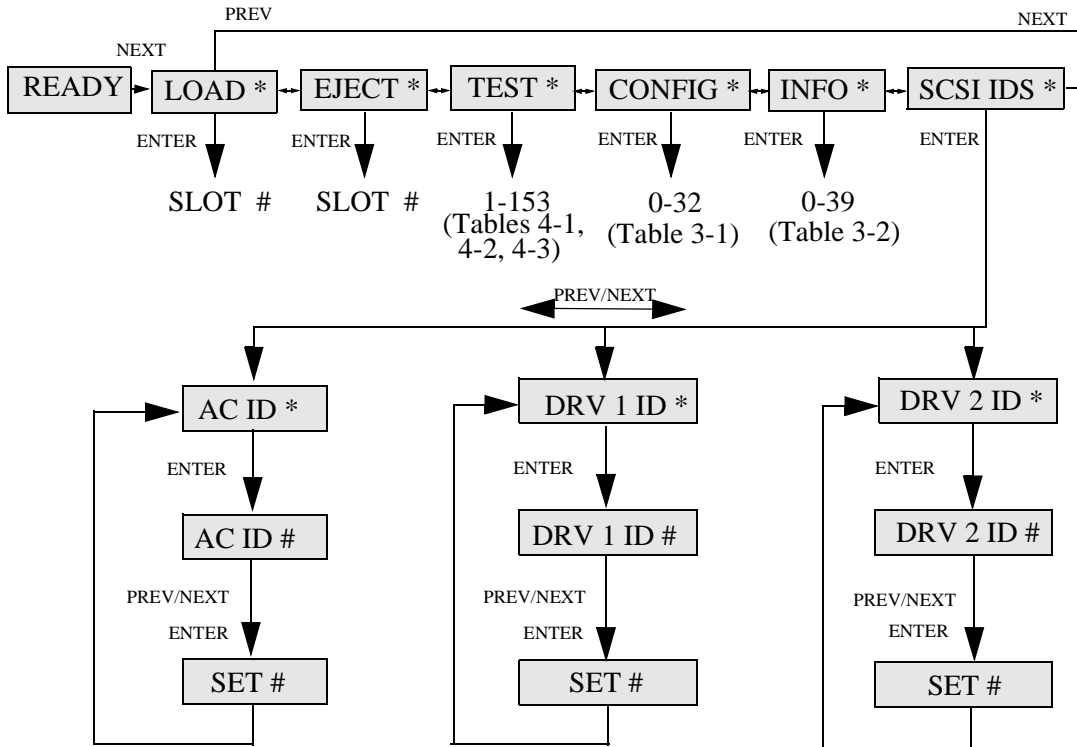 PREV
NEXT
NEXT
READY
LOAD *
EJECT *
TEST *
CONFIG *
INFO *
SCSI IDS *
ENTER
ENTER
ENTER
ENTER
ENTER
ENTER
SLOT #
SLOT #
1-153
(Tables 4-1,
4-2, 4-3)
0-32
(Table 3-1)
0-39
(Table 3-2)
PREV/NEXT
AC ID *
DRV 1 ID *
DRV 2 ID *
ENTER
ENTER
ENTER
AC ID #
DRV 1 ID #
DRV 2 ID #
PREV/NEXT
ENTER
PREV/NEXT
ENTER
PREV/NEXT
ENTER
SET #
SET #
SET #